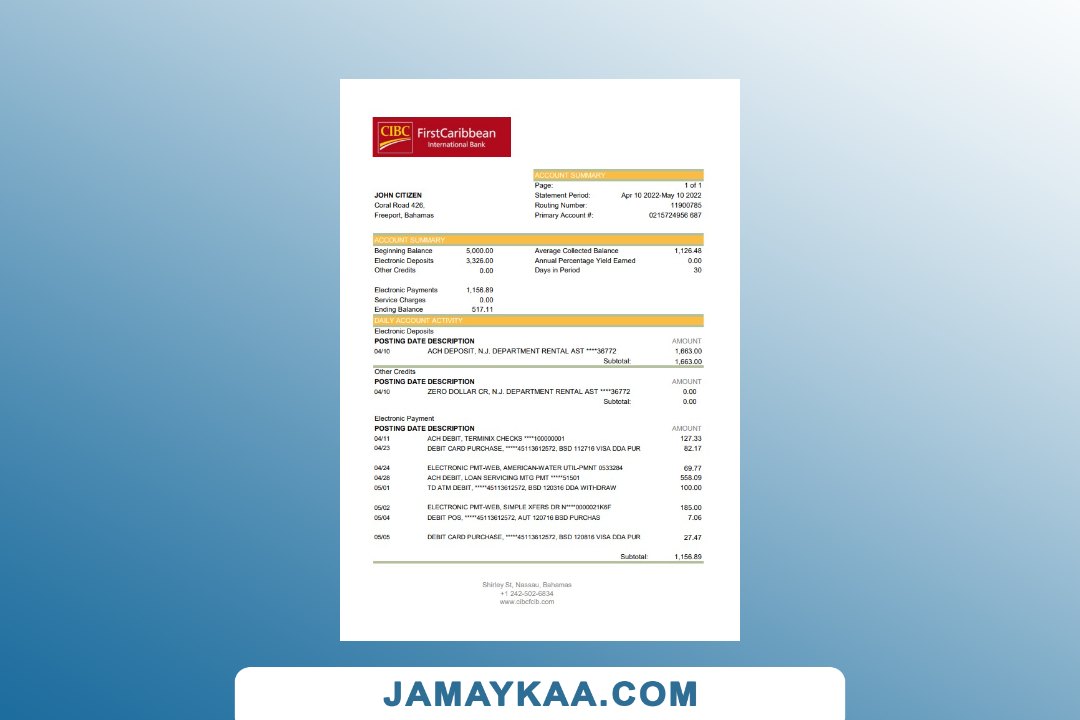 CIBC FirstCaribbean
International Bank
ACCOUNT SUMMARY
Page: 1 of 1
JOHN CITIZEN Statement Period: Apr 10 2022-May 10 2022
Coral Road 426, Routing Number: 11900785
Freeport, Bahamas Primary Account #: 0215724956 687
ACCOUNT SUMMARY
Beginning Balance 5,000.00 Average Collected Balance 1,126.48
Electronic Deposits 3,326.00 Annual Percentage Yield Earned 0.00
Other Credits 0.00 Days in Period 30
Electronic Payments 1,156.89
Service Charges 0.00
Ending Balance 517.11
DAILY ACCOUNT ACTIVITY
Electronic Deposits
POSTING DATE DESCRIPTION AMOUNT
04/10 ACH DEPOSIT, N.J. DEPARTMENT RENTAL AST ****36772 1,663.00
Subtotal: 1,663.00
Other Credits
POSTING DATE DESCRIPTION AMOUNT
04/10 ZERO DOLLAR CR, N.J. DEPARTMENT RENTAL AST ****36772 0.00
Subtotal: 0.00
Electronic Payment
POSTING DATE DESCRIPTION AMOUNT
04/11 ACH DEBIT, TERMINIX CHECKS ****100000001 127.33
04/23 DEBIT CARD PURCHASE, *****45113612572, BSD 112716 VISA DDA PUR 82.17
04/24 ELECTRONIC PMT-WEB, AMERICAN-WATER UTIL-PMNT 0533284 69.77
04/28 ACH DEBIT, LOAN SERVICING MTG PMT *****51501 558.09
05/01 TD ATM DEBIT, *****45113612572, BSD 120316 DDA WITHDRAW 100.00
05/02 ELECTRONIC PMT-WEB, SIMPLE XFERS DR N****0000021K6F 185.00
05/04 DEBIT POS, *****45113612572, AUT 120716 BSD PURCHAS 7.06
05/05 DEBIT CARD PURCHASE, *****45113612572, BSD 120816 VISA DDA PUR 27.47
Subtotal: 1,156.89
Shirley St, Nassau, Bahamas
+1 242-502-6834
www.cibcfcib.com
JAMAYKAA.COM